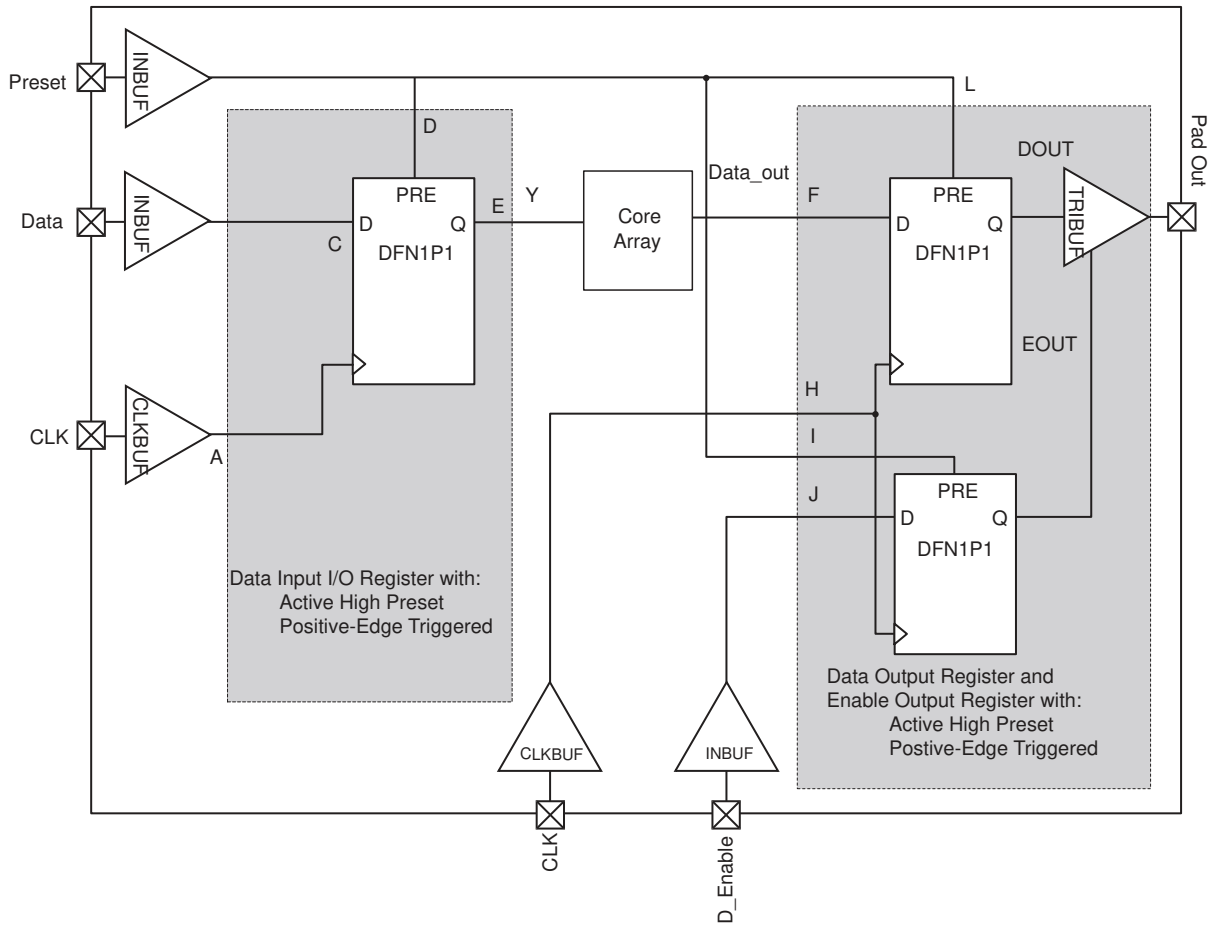 Preset
INBUF
L
D
Pad Out
PRE
Data_out
PRE
DOUT
Data
INBUF
D
Q
E
Y
Core
Array
F
D
Q
TRIBUF
C
DFN1P1
DFN1P1
EOUT
H
CLK
CLKBUF
A
I
J
PRE
D
Q
DFN1P1
Data Input I/O Register with:
Active High Preset
Positive-Edge Triggered
Data Output Register and
Enable Output Register with:
Active High Preset
Postive-Edge Triggered
CLKBUF
INBUF
CLK
D_Enable